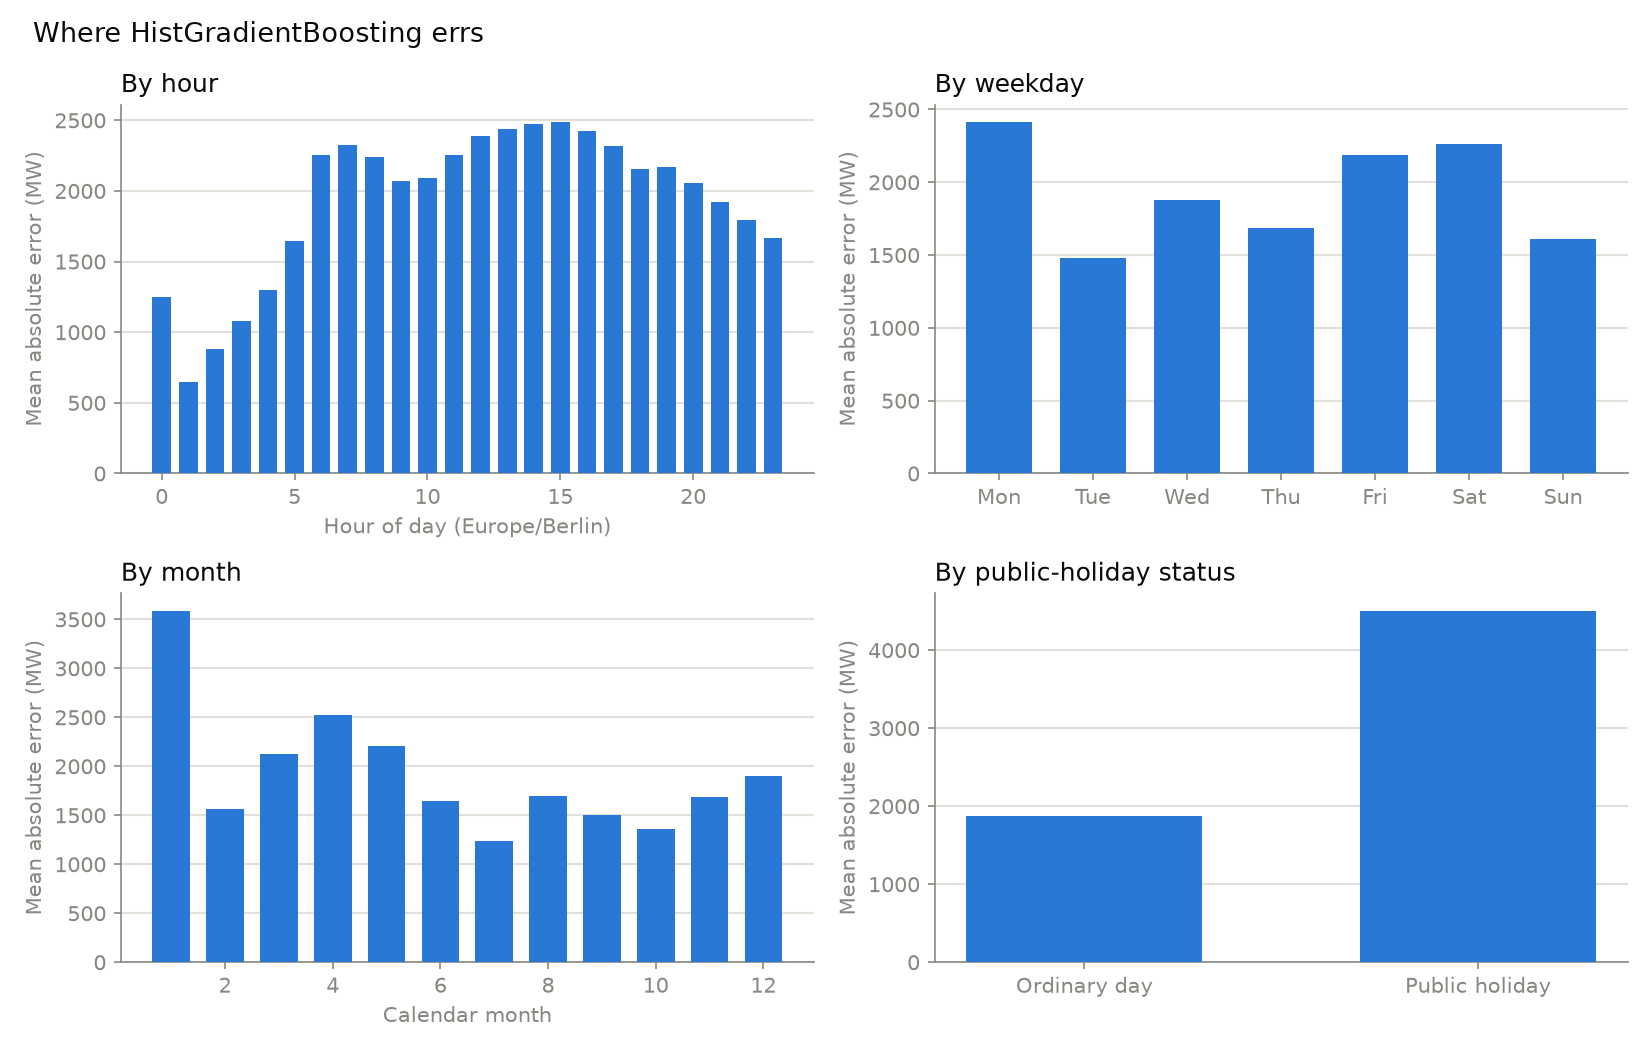 Where HistGradientBoosting errs
By hour
Mean absolute error (MW)
2500
2000
1500
1000
500
0
0 5 10 15 20
Hour of day (Europe/Berlin)
By weekday
Mean absolute error (MW)
2500
2000
1500
1000
500
0
Mon Tue Wed Thu Fri Sat Sun
By month
Mean absolute error (MW)
3500
3000
2500
2000
1500
1000
500
0
2 4 6 8 10 12
Calendar month
By public-holiday status
Mean absolute error (MW)
4000
3000
2000
1000
0
Ordinary day Public holiday